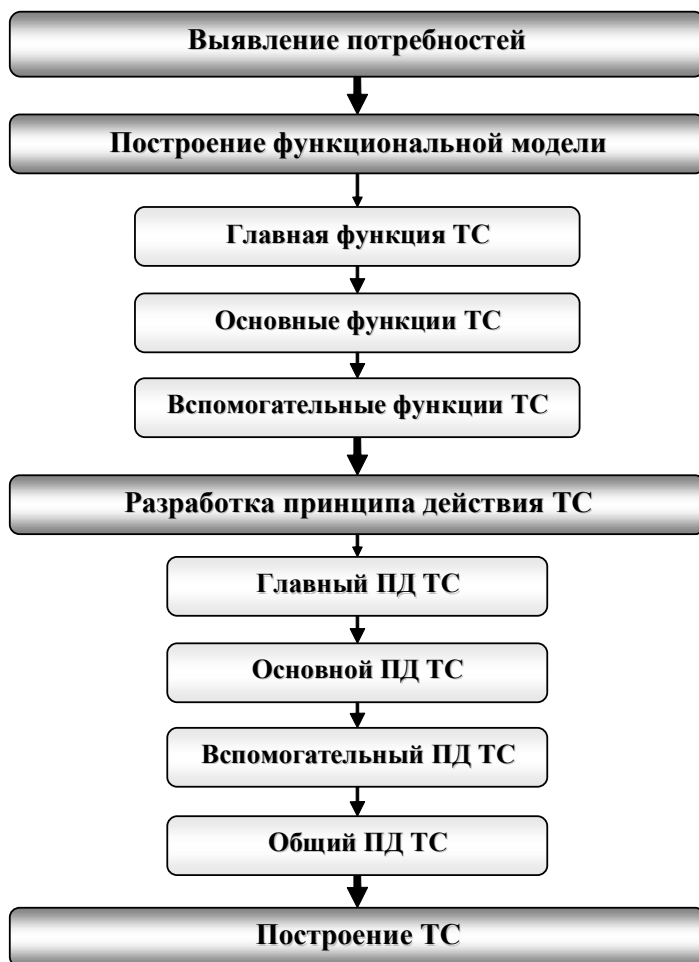 Выявление потребностей
Построение функциональной модели
Главная функция ТС
Основные функции ТС
Вспомогательные функции ТС
Разработка принципа действия ТС
Главный ПД ТС
Основной ПД ТС
Вспомогательный ПД ТС
Общий ПД ТС
Построение ТС